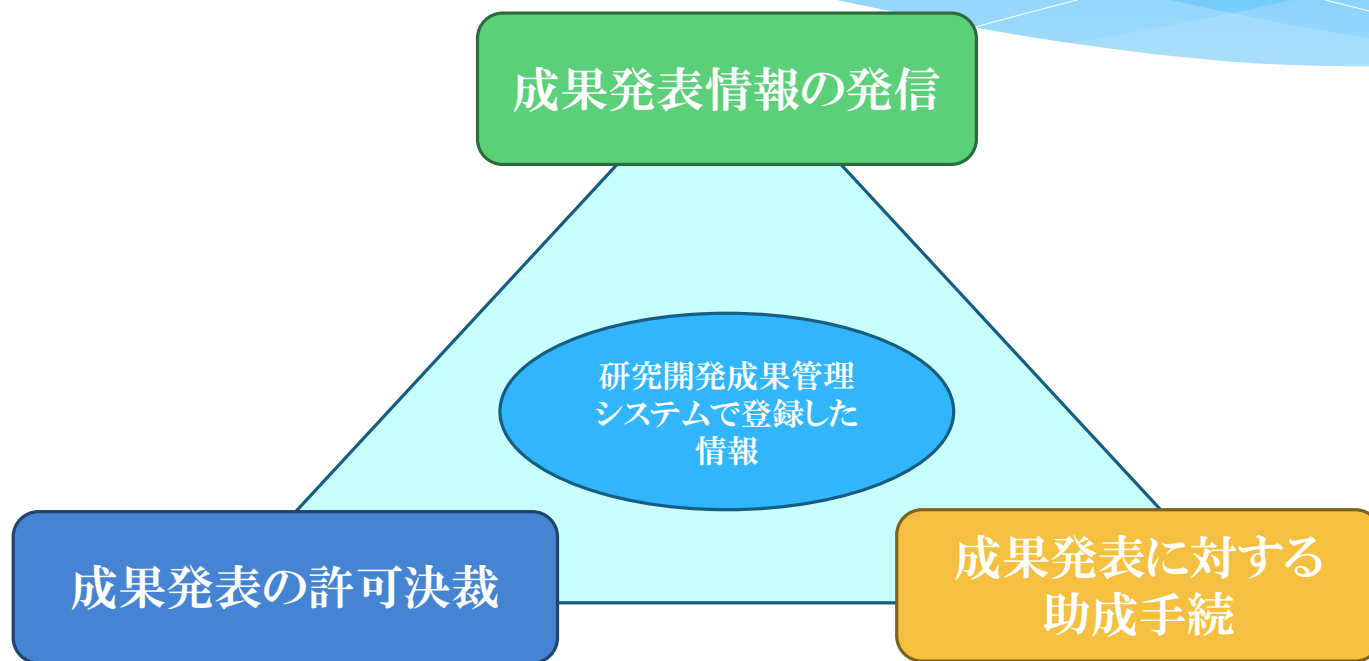 成果発表情報の発信
研究開発成果管理
システムで登録した
情報
成果発表の許可決裁
成果発表に対する
助成手続